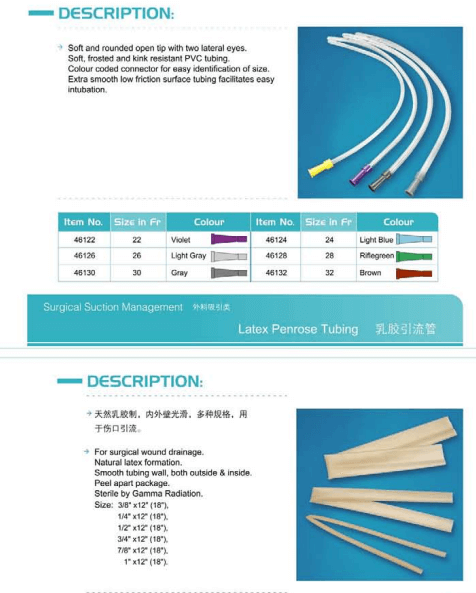 DESCRIPTION:
Soft and rounded open tip with two lateral eyes.
Soft, frosted and kink resistant PVC tubing.
Colour coded connector for easy identification of size.
Extra smooth low friction surface tubing facilitates easy
intubation.
Item No. Size in Fr Colour Item No. Size in Fr Colour
46122 22 Violet 46124 24 Light Blue
46126 26 Light Gray 46128 28 Riflegreen
46130 30 Gray 46132 32 Brown
Surgical Suction Management 外科吸引类
Latex Penrose Tubing 乳胶引流管
DESCRIPTION:
天然乳胶制，内外壁光滑，多种规格，用
于伤口引流。
For surgical wound drainage.
Natural latex formation.
Smooth tubing wall, both outside & inside.
Peel apart package.
Sterile by Gamma Radiation.
Size: 3/8" x12" (18"),
1/4" x12" (18"),
1/2" x12" (18"),
3/4" x12" (18"),
7/8" x12" (18"),
1" x12" (18").